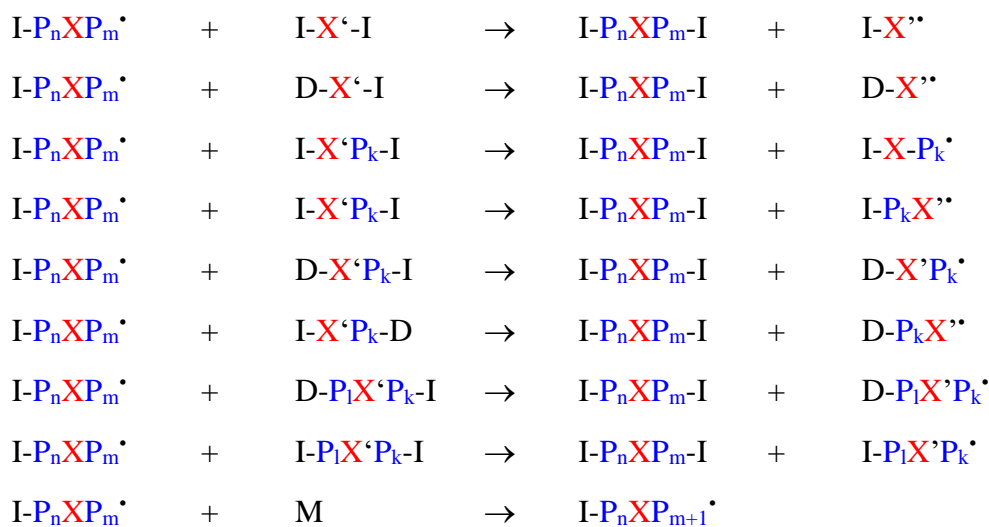 I-PₙXPₘ• + I-X‘-I → I-PₙXPₘ-I + I-X’•
I-PₙXPₘ• + D-X‘-I → I-PₙXPₘ-I + D-X’•
I-PₙXPₘ• + I-X‘Pₖ-I → I-PₙXPₘ-I + I-X-Pₖ•
I-PₙXPₘ• + I-X‘Pₖ-I → I-PₙXPₘ-I + I-PₖX’•
I-PₙXPₘ• + D-X‘Pₖ-I → I-PₙXPₘ-I + D-X’Pₖ•
I-PₙXPₘ• + I-X‘Pₖ-D → I-PₙXPₘ-I + D-PₖX’•
I-PₙXPₘ• + D-PₗX‘Pₖ-I → I-PₙXPₘ-I + D-PₗX’Pₖ•
I-PₙXPₘ• + I-PₗX‘Pₖ-I → I-PₙXPₘ-I + I-PₗX’Pₖ•
I-PₙXPₘ• + M → I-PₙXPₘ₊₁•